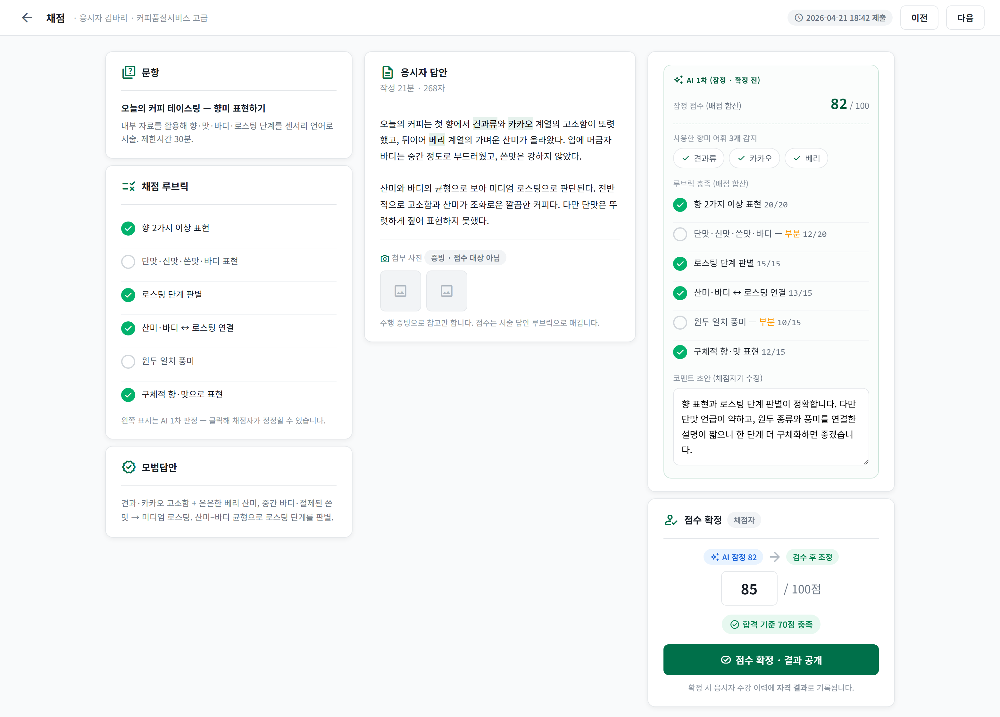 채점 · 응시자 김바리 · 커피품질서비스 고급
2026-04-21 18:42 제출
이전
다음
문항
오늘의 커피 테이스팅 — 향미 표현하기
내부 자료를 활용해 향·맛·바디·로스팅 단계를 센서리 언어로
서술. 제한시간 30분.
채점 루브릭
향 2가지 이상 표현
단맛·신맛·쓴맛·바디 표현
로스팅 단계 판별
산미·바디 ↔ 로스팅 연결
원두 일치 풍미
구체적 향·맛으로 표현
왼쪽 표시는 AI 1차 판정 — 클릭해 채점자가 정정할 수 있습니다.
모범답안
견과·카카오 고소함 + 은은한 베리 산미, 중간 바디·절제된 쓴
맛 → 미디엄 로스팅. 산미–바디 균형으로 로스팅 단계를 판별.
응시자 답안
작성 21분 · 268자
오늘의 커피는 첫 향에서 견과류와 카카오 계열의 고소함이 또렷
했고, 뒤이어 베리 계열의 가벼운 산미가 올라왔다. 입에 머금자
바디는 중간 정도로 부드러웠고, 쓴맛은 강하지 않았다.
산미와 바디의 균형으로 보아 미디엄 로스팅으로 판단된다. 전반
적으로 고소함과 산미가 조화로운 깔끔한 커피다. 다만 단맛은 뚜
렷하게 짚어 표현하지 못했다.
첨부 사진 증빙 · 점수 대상 아님
수행 증빙으로 참고만 합니다. 점수는 서술 답안 루브릭으로 매깁니다.
AI 1차 (잠정 · 확정 전)
잠정 점수 (배점 합산) 82 / 100
사용한 향미 어휘 3개 감지
견과류 카카오 베리
루브릭 충족 (배점 합산)
향 2가지 이상 표현 20/20
단맛·신맛·쓴맛·바디 — 부분 12/20
로스팅 단계 판별 15/15
산미·바디 ↔ 로스팅 연결 13/15
원두 일치 풍미 — 부분 10/15
구체적 향·맛 표현 12/15
코멘트 초안 (채점자가 수정)
향 표현과 로스팅 단계 판별이 정확합니다. 다만
단맛 언급이 약하고, 원두 종류와 풍미를 연결한
설명이 짧으니 한 단계 더 구체화하면 좋겠습니
다.
점수 확정 채점자
AI 잠정 82 → 검수 후 조정
85 / 100점
합격 기준 70점 충족
점수 확정 · 결과 공개
확정 시 응시자 수강 이력에 자격 결과로 기록됩니다.